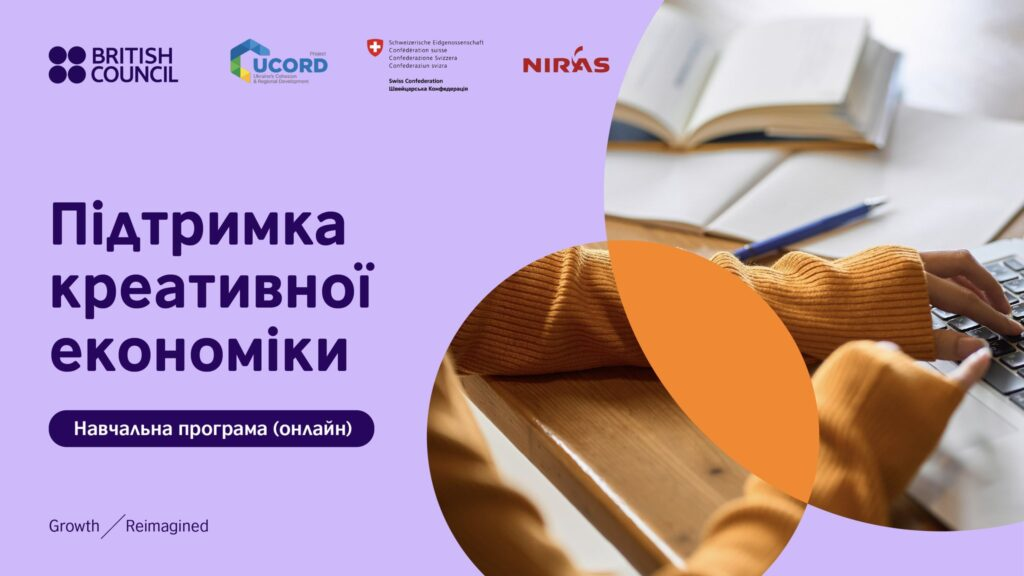 BRITISH
COUNCIL
Project
UCORD
Ukraine's Cohesion
& Regional Development
Schweizerische Eidgenossenschaft
Confédération suisse
Confederazione Svizzera
Confederaziun svizra
Swiss Confederation
Швейцарська Конфедерація
NIRAS
Підтримка
креативної
економіки
Навчальна програма (онлайн)
Growth / Reimagined